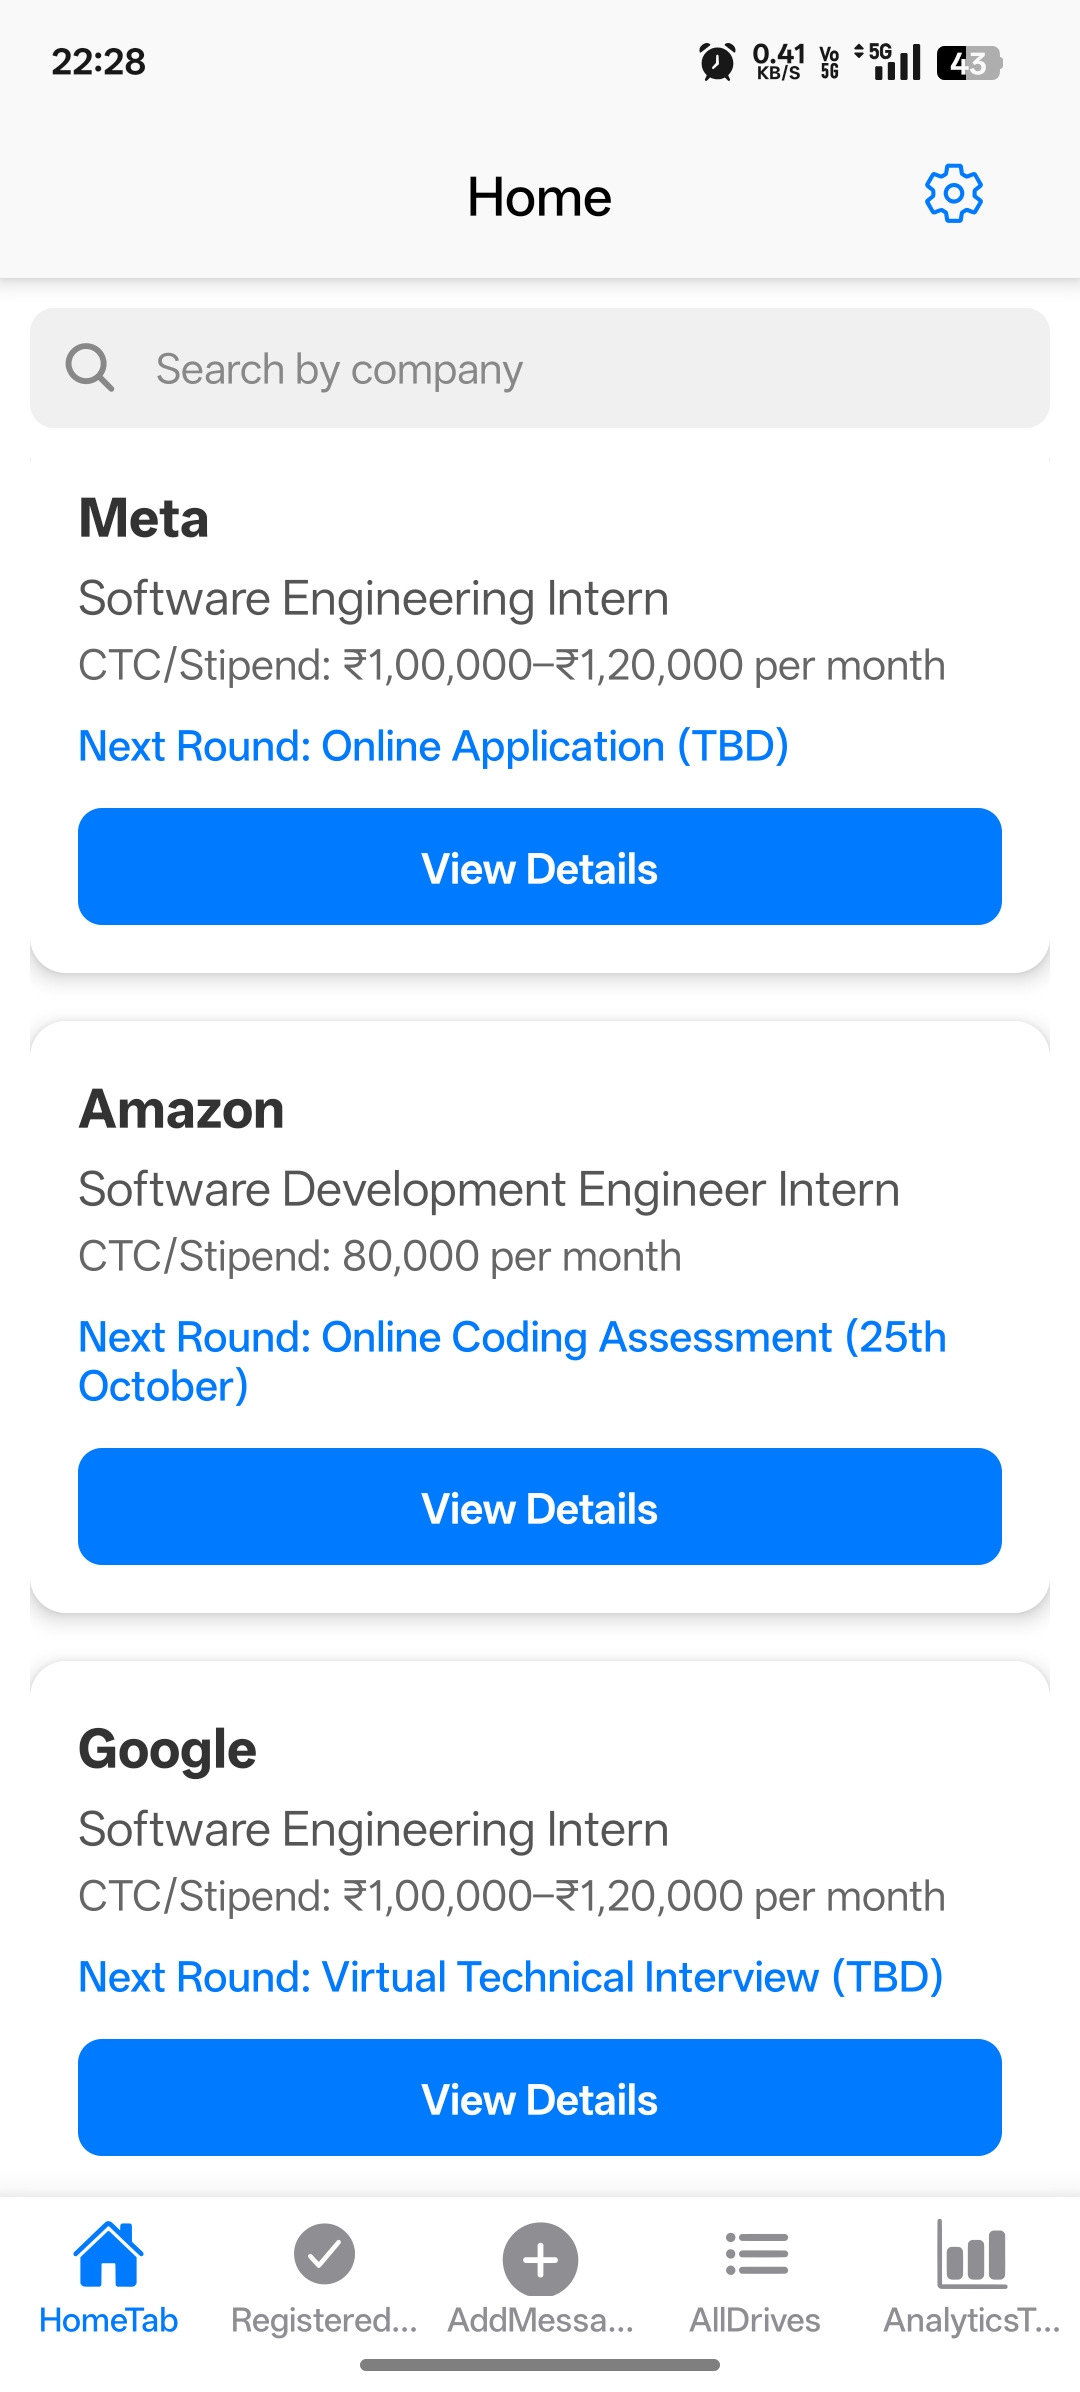 22:28
0.41
KB/S
Vo
5G
5G
43
Home
Search by company
Meta
Software Engineering Intern
CTC/Stipend: ₹1,00,000–₹1,20,000 per month
Next Round: Online Application (TBD)
View Details
Amazon
Software Development Engineer Intern
CTC/Stipend: 80,000 per month
Next Round: Online Coding Assessment (25th
October)
View Details
Google
Software Engineering Intern
CTC/Stipend: ₹1,00,000–₹1,20,000 per month
Next Round: Virtual Technical Interview (TBD)
View Details
HomeTab
Registered...
AddMessa...
AllDrives
AnalyticsT...